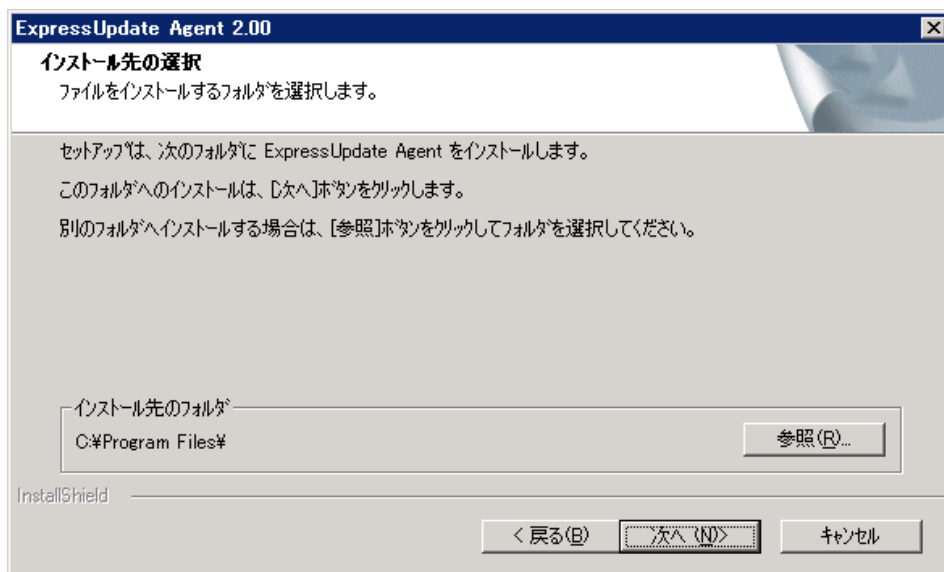 ExpressUpdate Agent 2.00
インストール先の選択
ファイルをインストールするフォルダを選択します。
セットアップは、次のフォルダに ExpressUpdate Agent をインストールします。
このフォルダへのインストールは、[次へ]ボタンをクリックします。
別のフォルダへインストールする場合は、[参照]ボタンをクリックしてフォルダを選択してください。
インストール先のフォルダ
C:¥Program Files¥
参照(R)...
InstallShield
< 戻る(B)
次へ (N)>
キャンセル